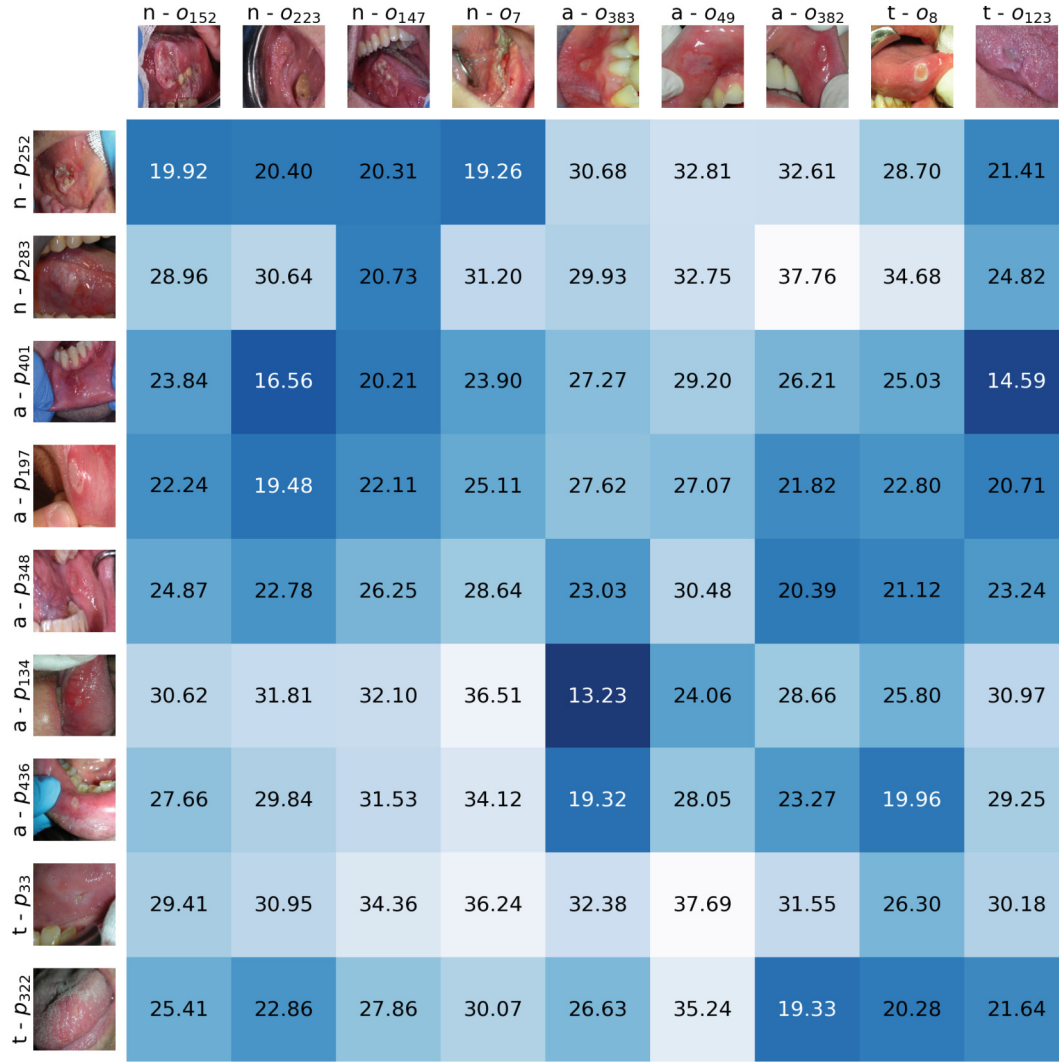 n - o₁₅₂ n - o₂₂₃ n - o₁₄₇ n - o₇ a - o₃₈₃ a - o₄₉ a - o₃₈₂ t - o₈ t - o₁₂₃
n - p₂₅₂ 19.92 20.40 20.31 19.26 30.68 32.81 32.61 28.70 21.41
n - p₂₈₃ 28.96 30.64 20.73 31.20 29.93 32.75 37.76 34.68 24.82
a - p₄₀₁ 23.84 16.56 20.21 23.90 27.27 29.20 26.21 25.03 14.59
a - p₁₉₇ 22.24 19.48 22.11 25.11 27.62 27.07 21.82 22.80 20.71
a - p₃₄₈ 24.87 22.78 26.25 28.64 23.03 30.48 20.39 21.12 23.24
a - p₁₃₄ 30.62 31.81 32.10 36.51 13.23 24.06 28.66 25.80 30.97
a - p₄₃₆ 27.66 29.84 31.53 34.12 19.32 28.05 23.27 19.96 29.25
t - p₃₃ 29.41 30.95 34.36 36.24 32.38 37.69 31.55 26.30 30.18
t - p₃₂₂ 25.41 22.86 27.86 30.07 26.63 35.24 19.33 20.28 21.64